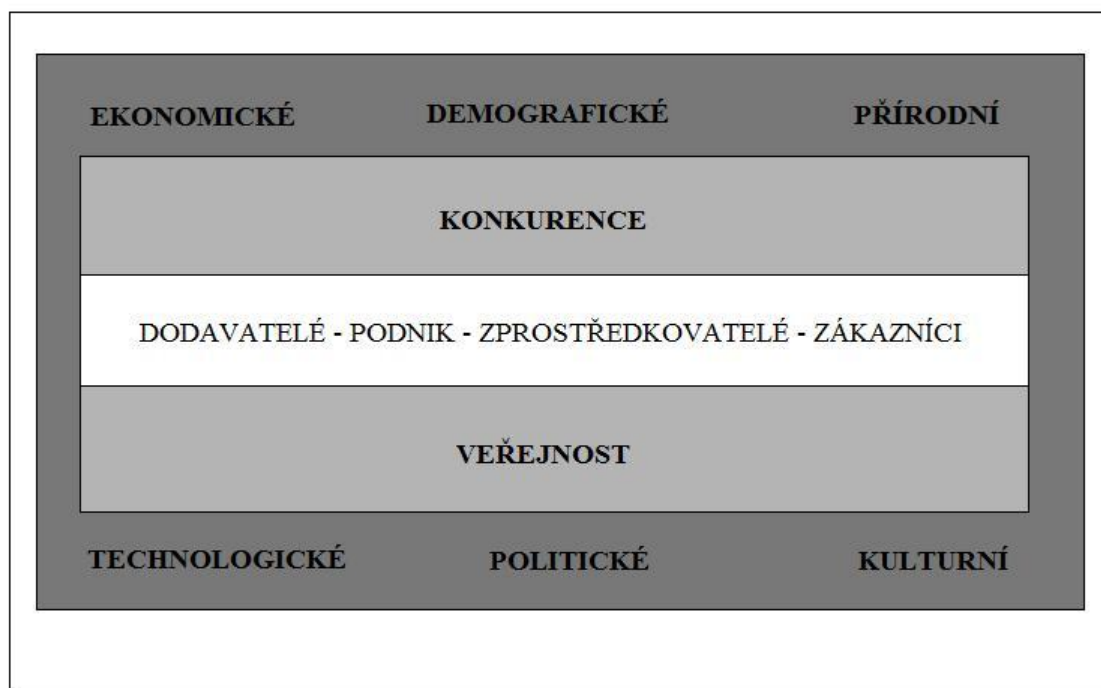 EKONOMICKÉ DEMOGRAFICKÉ PŘÍRODNÍ
KONKURENCE
DODAVATELÉ - PODNIK - ZPROSTŘEDKOVATELÉ - ZÁKAZNÍCI
VEŘEJNOST
TECHNOLOGICKÉ POLITICKÉ KULTURNÍ